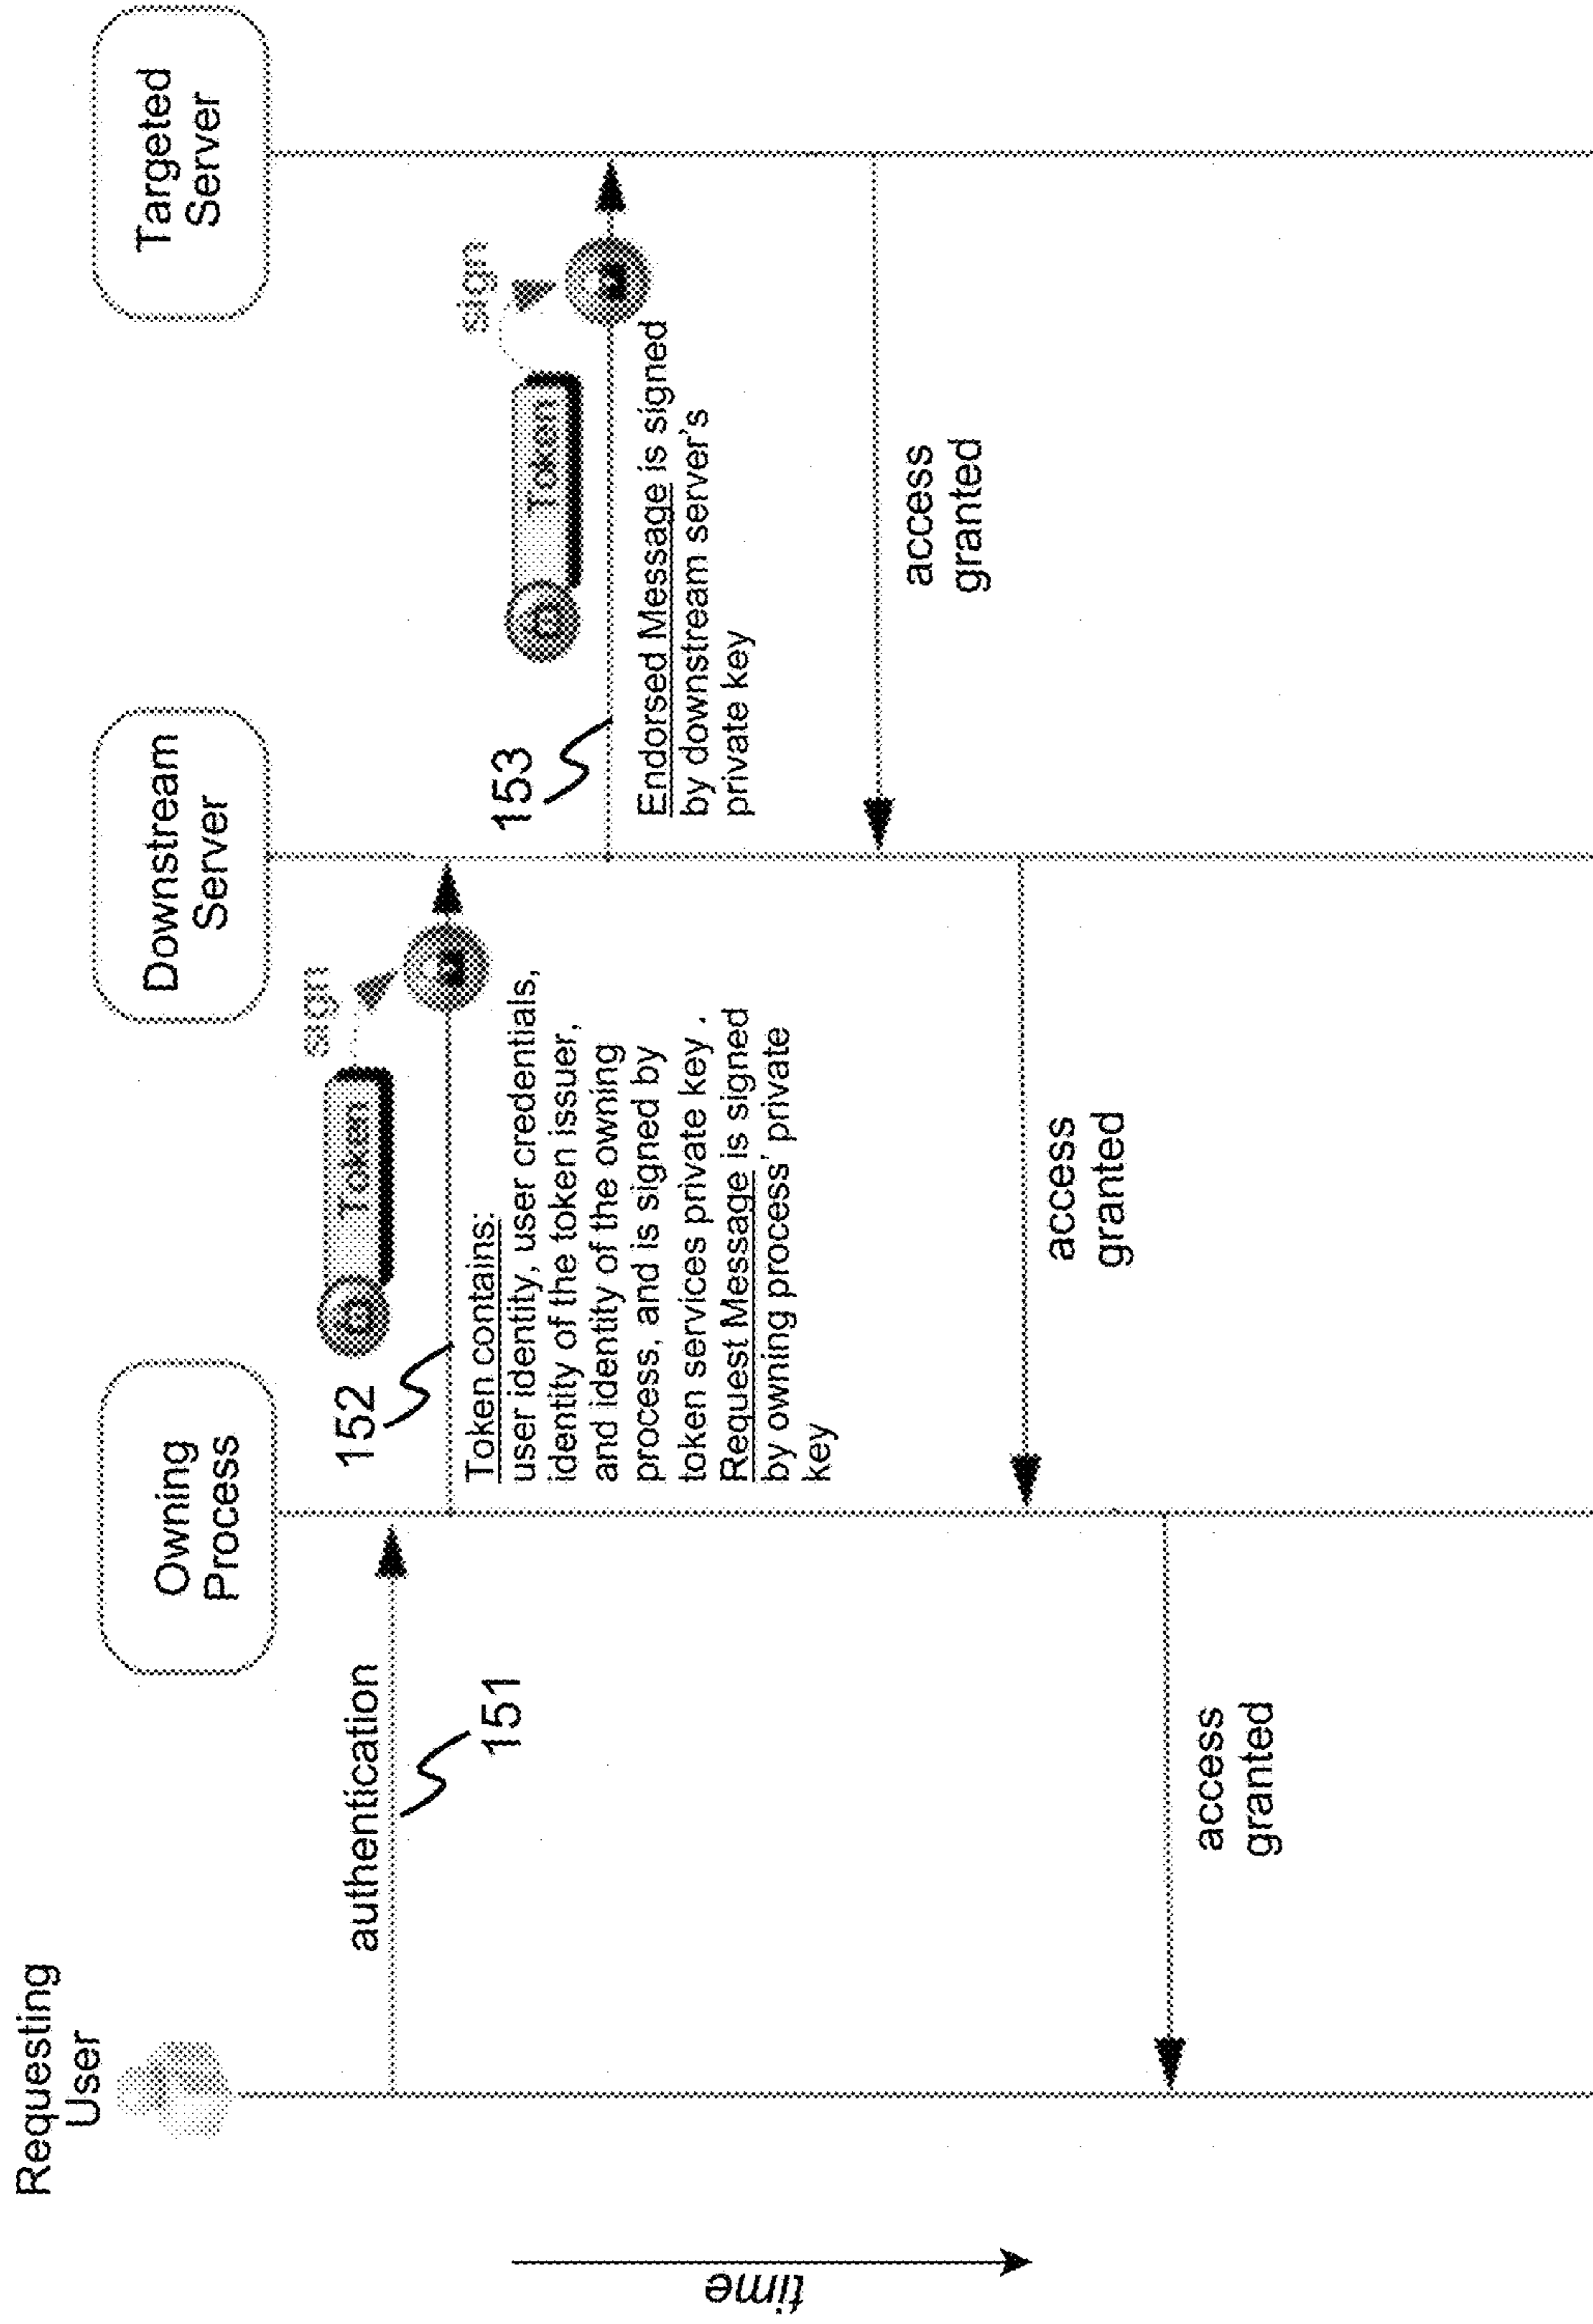 Requesting
User
Owning
Process
Downstream
Server
Targeted
Server
time
authentication
151
152
Token
sign
Token contains:
user identity, user credentials,
identity of the token issuer,
and identity of the owning
process, and is signed by
token services private key .
Request Message is signed
by owning process' private
key
153
Token
sign
Endorsed Message is signed
by downstream server's
private key
access
granted
access
granted
access
granted